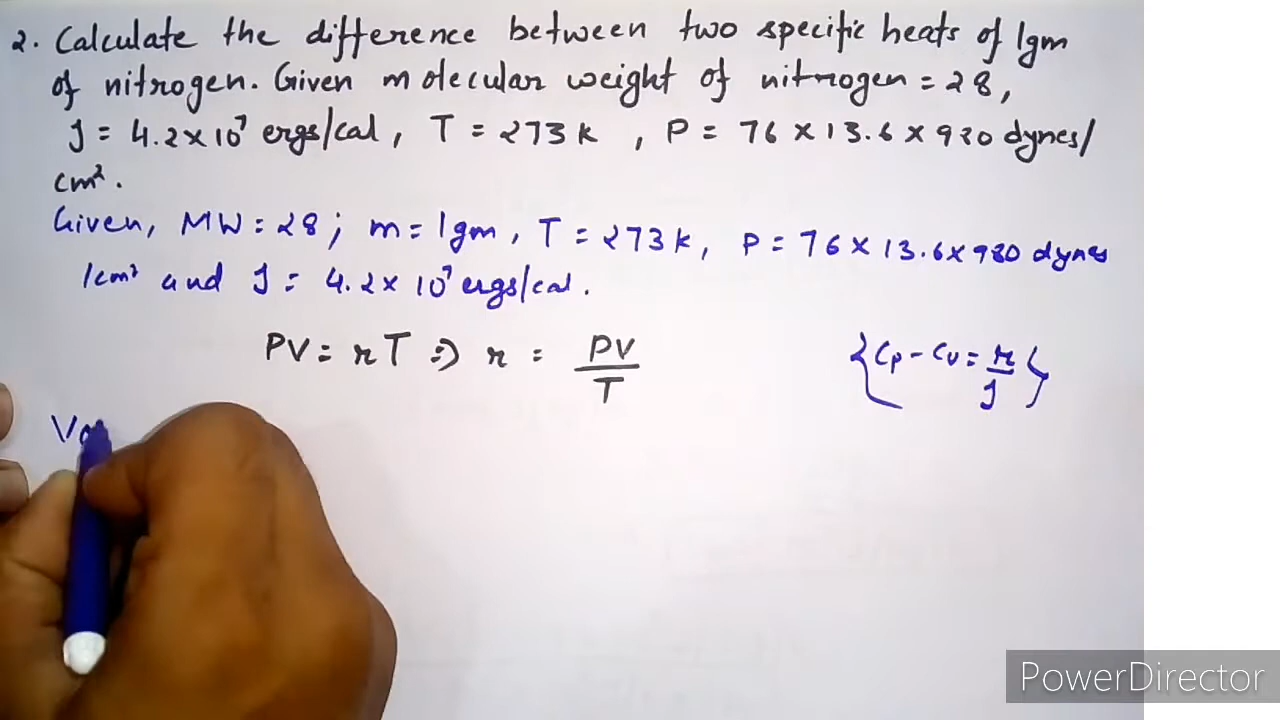 2. Calculate the difference between two specific heats of 1gm
of nitrogen. Given molecular weight of nitrogen = 28,
J = 4.2 × 10⁷ ergs/cal, T = 273 k, P = 76 × 13.6 × 980 dynes/
cm².
Given, MW = 28; m = 1gm, T = 273 k, P = 76 × 13.6 × 980 dynes
/cm² and J = 4.2 × 10⁷ ergs/cal.
PV = rT ⇒ r = PV/T {Cp - Cv = r/J}
Vo
PowerDirector